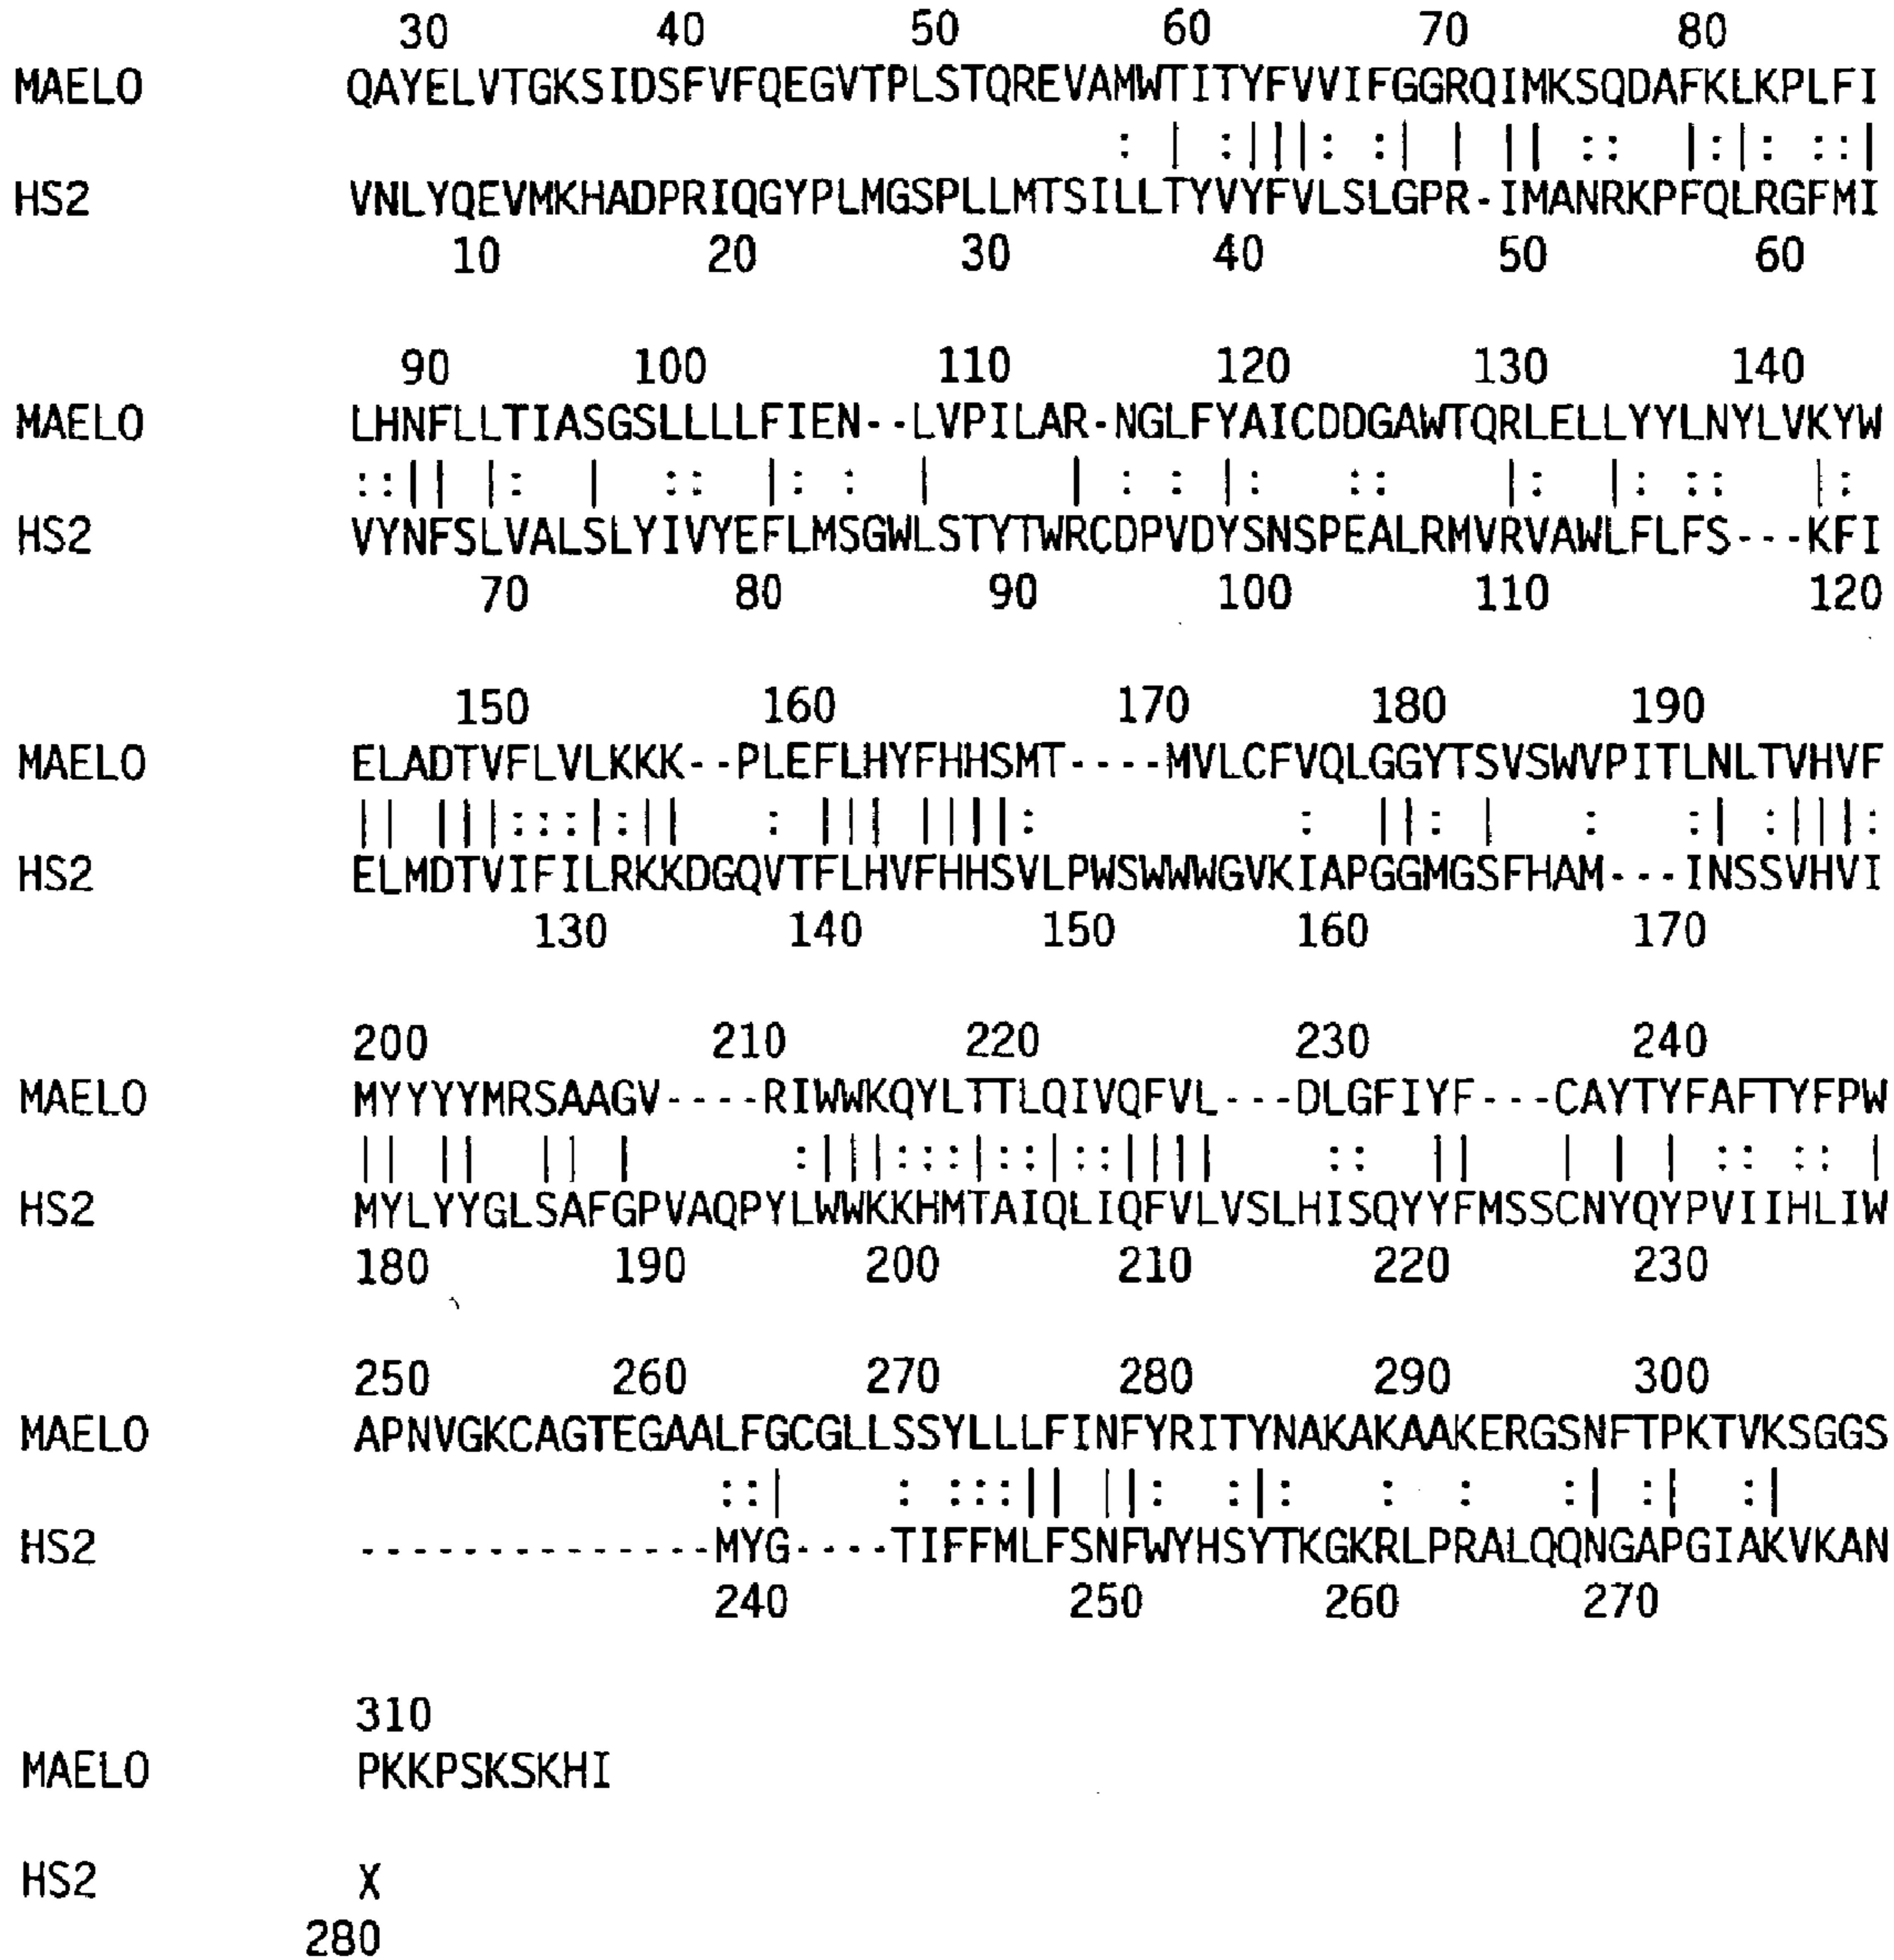 30 40 50 60 70 80
MAELO QAYELVTGKSIDSFVFQEGVTPLSTQREVAMWTITYFVVIFGGRQIMKSQDAFKLKPLFI
: | :|||: :| | || :: |:|: ::|
HS2 VNLYQEVMKHADPRIQGYPLMGSPLLMTSILLTYVYFVLSLGPR-IMANRKPFQLRGFMI
10 20 30 40 50 60
90 100 110 120 130 140
MAELO LHNFLLTIASGSLLLLFIEN--LVPILAR-NGLFYAICDDGAWTQRLELLYYLNYLVKYW
::|| |: | :: |: : | | : : |: :: |: |: :: |:
HS2 VYNFSLVALSLYIVYEFLMSGWLSTYTWRCDPVDYSNSPEALRMVRVAWLFLFS---KFI
70 80 90 100 110 120
150 160 170 180 190
MAELO ELADTVFLVLKKK--PLEFLHYFHHSMT----MVLCFVQLGGYTSVSWVPITLNLTVHVF
|| |||:::|:|| : ||| ||||: : ||: | : :| :|||:
HS2 ELMDTVIFILRKKDGQVTFLHVFHHSVLPWSWWWGVKIAPGGMGSFHAM---INSSVHVI
130 140 150 160 170
200 210 220 230 240
MAELO MYYYYMRSAAGV----RIWWKQYLTTLQIVQFVL---DLGFIYF---CAYTYFAFTYFPW
|| || || | :|||:::|::|::|||| :: || | | | :: :: |
HS2 MYLYYGLSAFGPVAQPYLWWKKHMTAIQLIQFVLVSLHISQYYFMSSCNYQYPVIIHLIW
180 190 200 210 220 230
250 260 270 280 290 300
MAELO APNVGKCAGTEGAALFGCGLLSSYLLLFINFYRITYNAKAKAAKERGSNFTPKTVKSGGS
::| : :::|| ||: :|: : : :| :| :|
HS2 --------------MYG----TIFFMLFSNFWYHSYTKGKRLPRALQQNGAPGIAKVKAN
240 250 260 270
310
MAELO PKKPSKSKHI
HS2 X
280